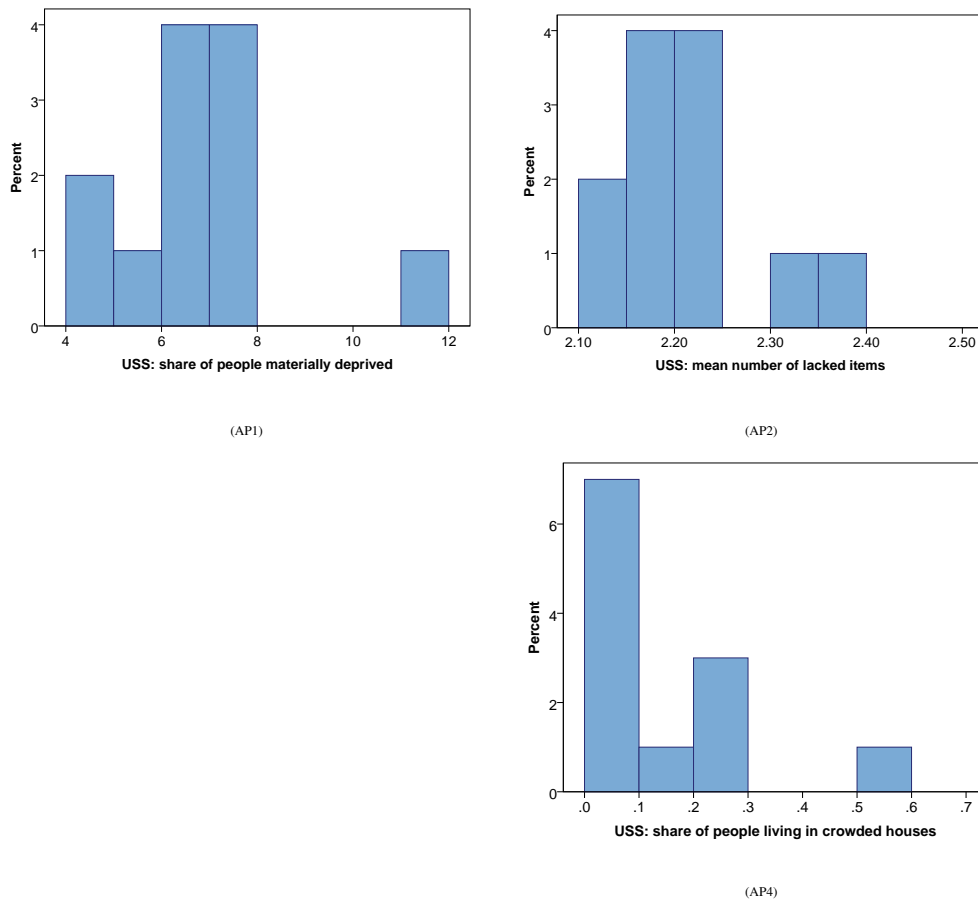 4
3
2
1
0
Percent
4 6 8 10 12
USS: share of people materially deprived
(AP1)
4
3
2
1
0
Percent
2.10 2.20 2.30 2.40 2.50
USS: mean number of lacked items
(AP2)
6
4
2
0
Percent
.0 .1 .2 .3 .4 .5 .6 .7
USS: share of people living in crowded houses
(AP4)